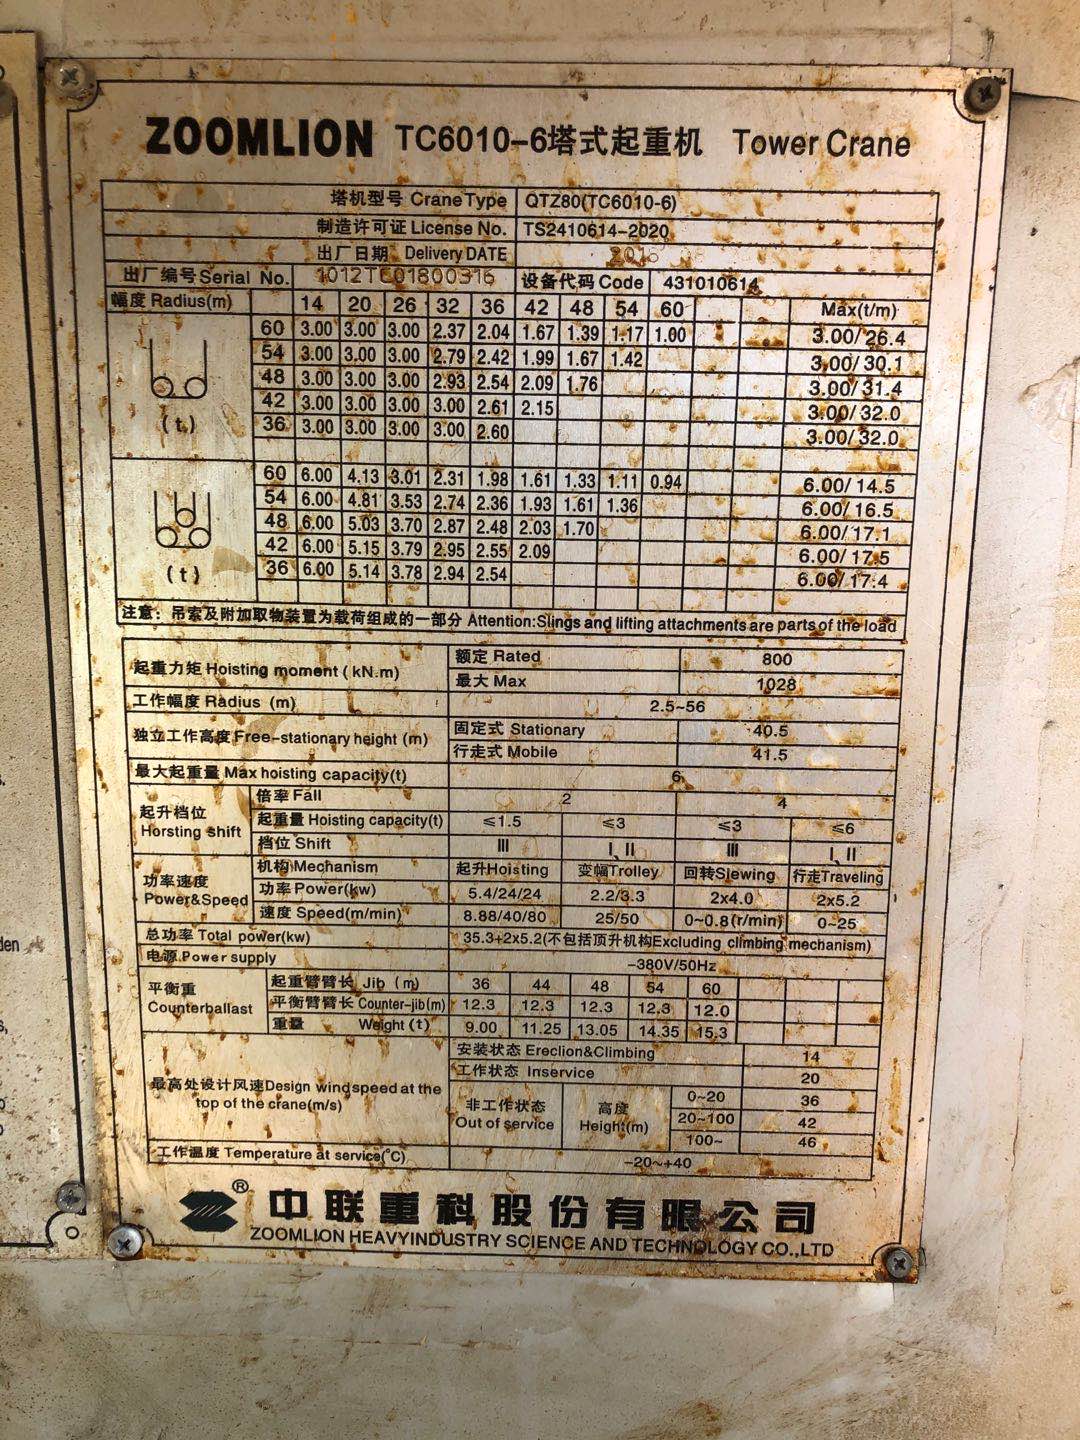 ZOOMLION TC6010-6塔式起重机 Tower Crane
塔机型号 Crane Type QTZ80(TC6010-6)
制造许可证 License No. TS2410614-2020
出厂日期 Delivery DATE
出厂编号 Serial No. 1012TC01800316 设备代码 Code 431010614
幅度 Radius(m) 14 20 26 32 36 42 48 54 60 Max(t/m)
60 3.00 3.00 3.00 2.37 2.04 1.67 1.39 1.17 1.00 3.00/26.4
54 3.00 3.00 3.00 2.79 2.42 1.99 1.67 1.42 3.00/30.1
48 3.00 3.00 3.00 2.93 2.54 2.09 1.76 3.00/31.4
42 3.00 3.00 3.00 3.00 2.61 2.15 3.00/32.0
36 3.00 3.00 3.00 3.00 2.60 3.00/32.0
(t)
60 6.00 4.13 3.01 2.31 1.98 1.61 1.33 1.11 0.94 6.00/14.5
54 6.00 4.81 3.53 2.74 2.36 1.93 1.61 1.36 6.00/16.5
48 6.00 5.03 3.70 2.87 2.48 2.03 1.70 6.00/17.1
42 6.00 5.15 3.79 2.95 2.55 2.09 6.00/17.5
36 6.00 5.14 3.78 2.94 2.54 6.00/17.4
(t)
注意: 吊索及附加取物装置为载荷组成的一部分 Attention:Slings and lifting attachments are parts of the load
起重力矩 Hoisting moment (kN.m) 额定 Rated 800
最大 Max 1028
工作幅度 Radius (m) 2.5~56
独立工作高度 Free-stationary height (m) 固定式 Stationary 40.5
行走式 Mobile 41.5
最大起重量 Max hoisting capacity(t) 6
起升档位 Horsting shift 倍率 Fall 2 4
起重量 Hoisting capacity(t) ≤1.5 ≤3 ≤3 ≤6
档位 Shift Ⅲ Ⅰ、Ⅱ Ⅲ Ⅰ、Ⅱ
功率速度 Power&Speed 机构 Mechanism 起升Hoisting 变幅Trolley 回转Slewing 行走Traveling
功率 Power(kw) 5.4/24/24 2.2/3.3 2x4.0 2x5.2
速度 Speed(m/min) 8.88/40/80 25/50 0~0.8(r/min) 0~25
总功率 Total power(kw) 35.3+2x5.2(不包括顶升机构Excluding climbing mechanism)
电源 Power supply ~380V/50Hz
平衡重 Counterballast 起重臂臂长 Jib (m) 36 44 48 54 60
平衡臂臂长 Counter-jib(m) 12.3 12.3 12.3 12.3 12.0
重量 Weight (t) 9.00 11.25 13.05 14.35 15.3
最高处设计风速Design windspeed at the top of the crane(m/s) 安装状态 Ereclion&Climbing 14
工作状态 Inservice 20
非工作状态 Out of service 高度 Height(m) 0~20 36
20~100 42
100~ 46
工作温度 Temperature at service(°C) -20~+40
® 中联重科股份有限公司
ZOOMLION HEAVYINDUSTRY SCIENCE AND TECHNOLOGY CO.,LTD